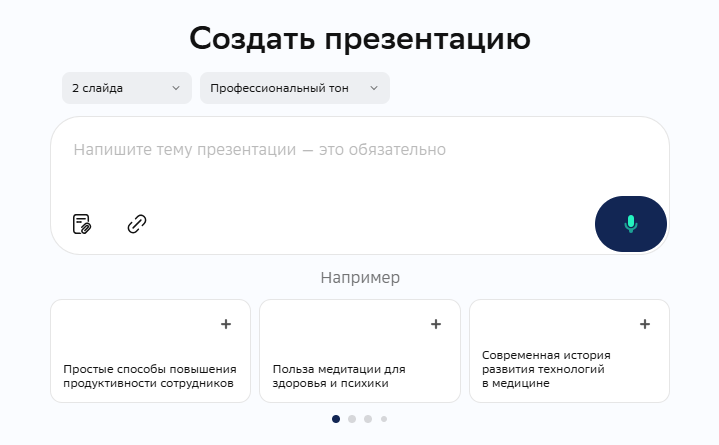 Создать презентацию
2 слайда
Профессиональный тон
Напишите тему презентации — это обязательно
Например
Простые способы повышения
продуктивности сотрудников
Польза медитации для
здоровья и психики
Современная история
развития технологий
в медицине